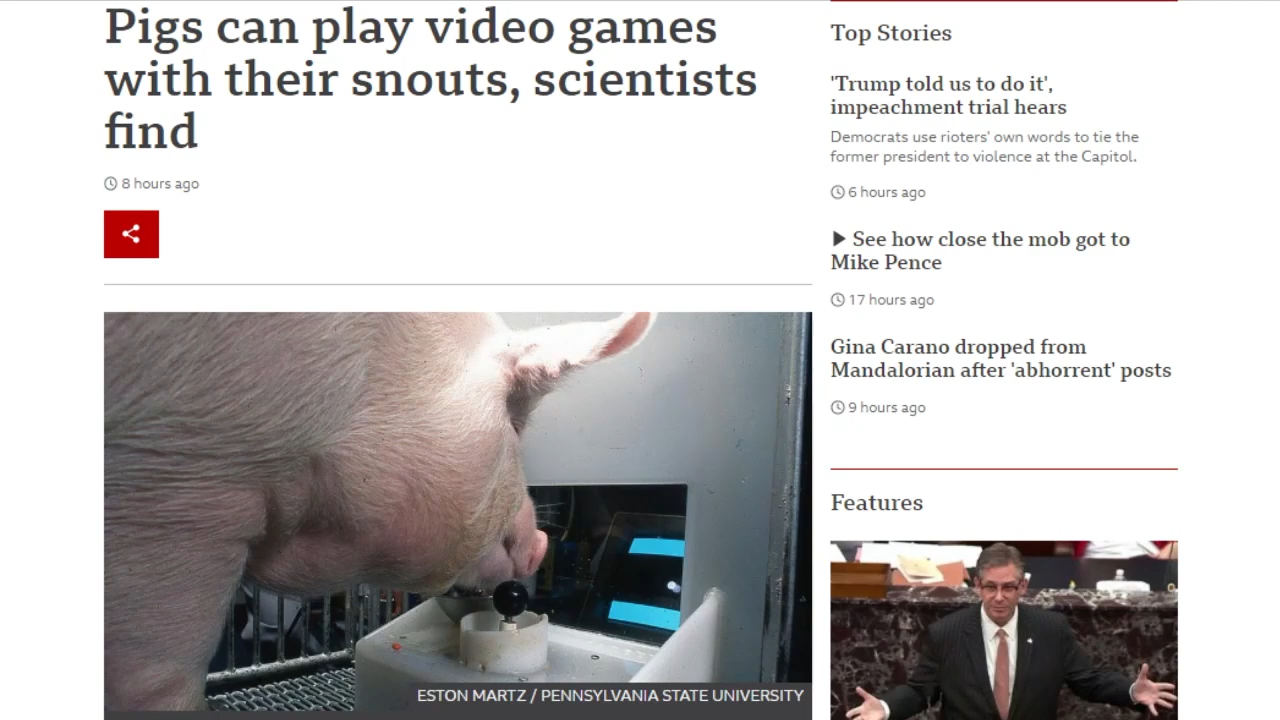 Pigs can play video games
with their snouts, scientists
find
8 hours ago
ESTON MARTZ / PENNSYLVANIA STATE UNIVERSITY
Top Stories
'Trump told us to do it',
impeachment trial hears
Democrats use rioters' own words to tie the
former president to violence at the Capitol.
6 hours ago
See how close the mob got to
Mike Pence
17 hours ago
Gina Carano dropped from
Mandalorian after 'abhorrent' posts
9 hours ago
Features